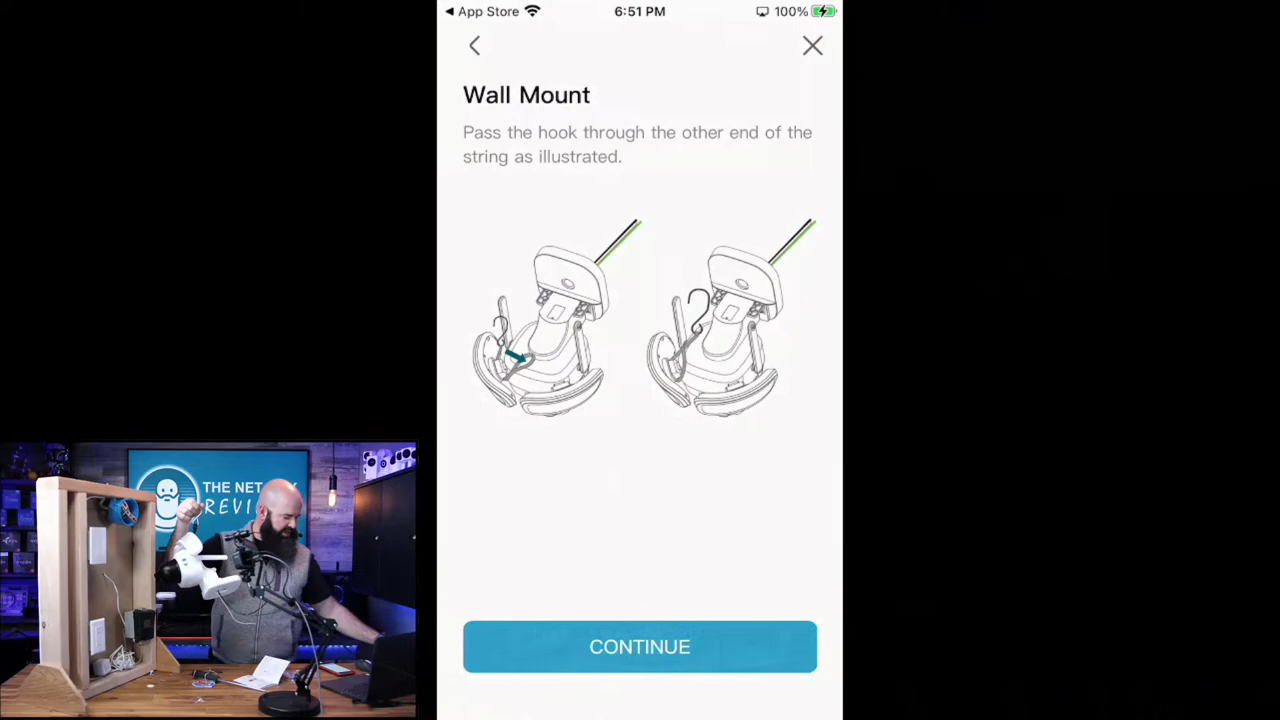 ◀ App Store 6:51 PM 100%
Wall Mount
Pass the hook through the other end of the
string as illustrated.
CONTINUE
THE NET
REVI